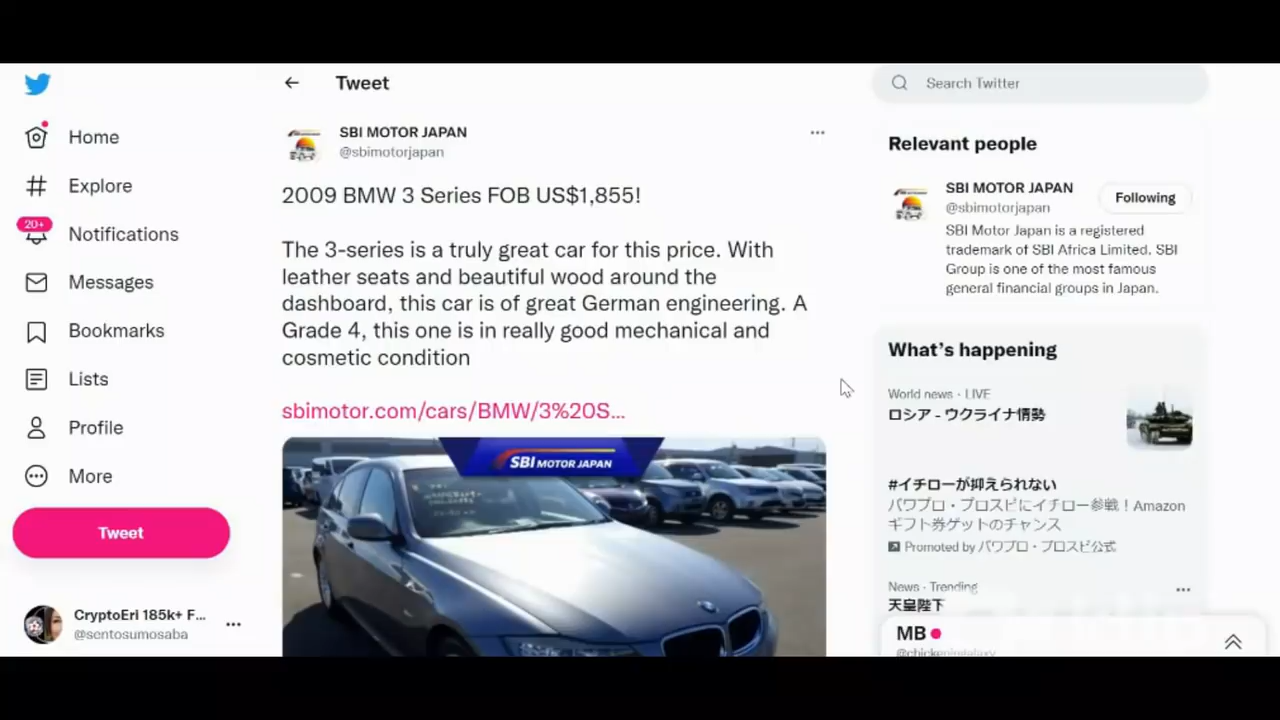 Tweet
Search Twitter
Home
Explore
20+
Notifications
Messages
Bookmarks
Lists
Profile
More
Tweet
CryptoEri 185k+ F...
@sentosumosaba
SBI MOTOR JAPAN
@sbimotorjapan
2009 BMW 3 Series FOB US$1,855!
The 3-series is a truly great car for this price. With
leather seats and beautiful wood around the
dashboard, this car is of great German engineering. A
Grade 4, this one is in really good mechanical and
cosmetic condition
sbimotor.com/cars/BMW/3%20S...
SBI MOTOR JAPAN
Relevant people
SBI MOTOR JAPAN
Following
@sbimotorjapan
SBI Motor Japan is a registered
trademark of SBI Africa Limited. SBI
Group is one of the most famous
general financial groups in Japan.
What's happening
World news · LIVE
ロシア - ウクライナ情勢
#イチローが抑えられない
パワプロ・プロスピにイチロー参戦！Amazon
ギフト券ゲットのチャンス
Promoted by パワプロ・プロスピ公式
News · Trending
天皇陛下
MB